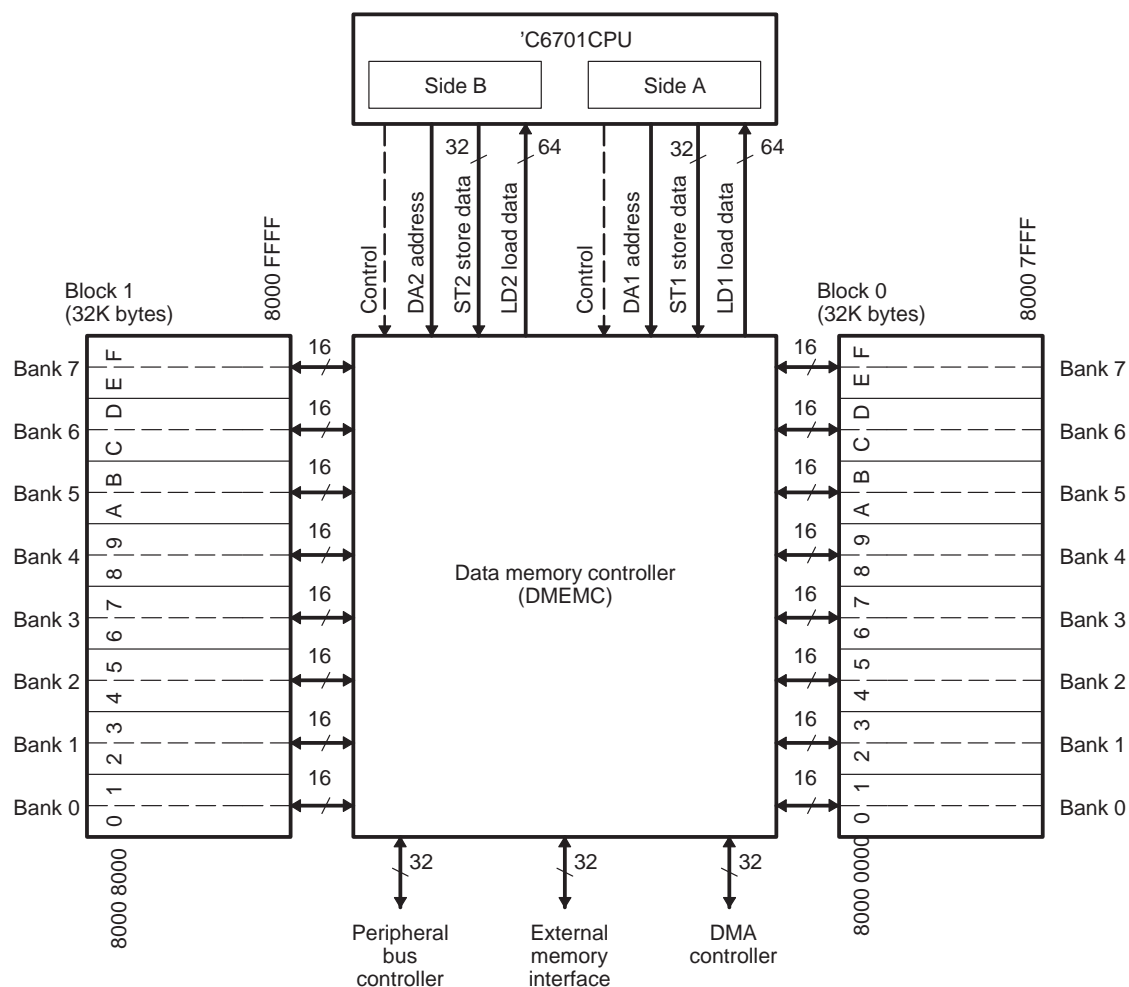 'C6701CPU
Side B
Side A
32
64
32
64
Control
DA2 address
ST2 store data
LD2 load data
Control
DA1 address
ST1 store data
LD1 load data
Block 1
(32K bytes)
8000 FFFF
Block 0
(32K bytes)
8000 7FFF
Bank 7
F
E
16
16
F
E
Bank 7
Bank 6
D
C
16
16
D
C
Bank 6
Bank 5
B
A
16
16
B
A
Bank 5
Bank 4
9
8
16
16
9
8
Bank 4
Data memory controller
(DMEMC)
Bank 3
7
6
16
16
7
6
Bank 3
Bank 2
5
4
16
16
5
4
Bank 2
Bank 1
3
2
16
16
3
2
Bank 1
Bank 0
1
0
16
16
1
0
Bank 0
8000 8000
8000 0000
32
32
32
Peripheral
bus
controller
External
memory
interface
DMA
controller